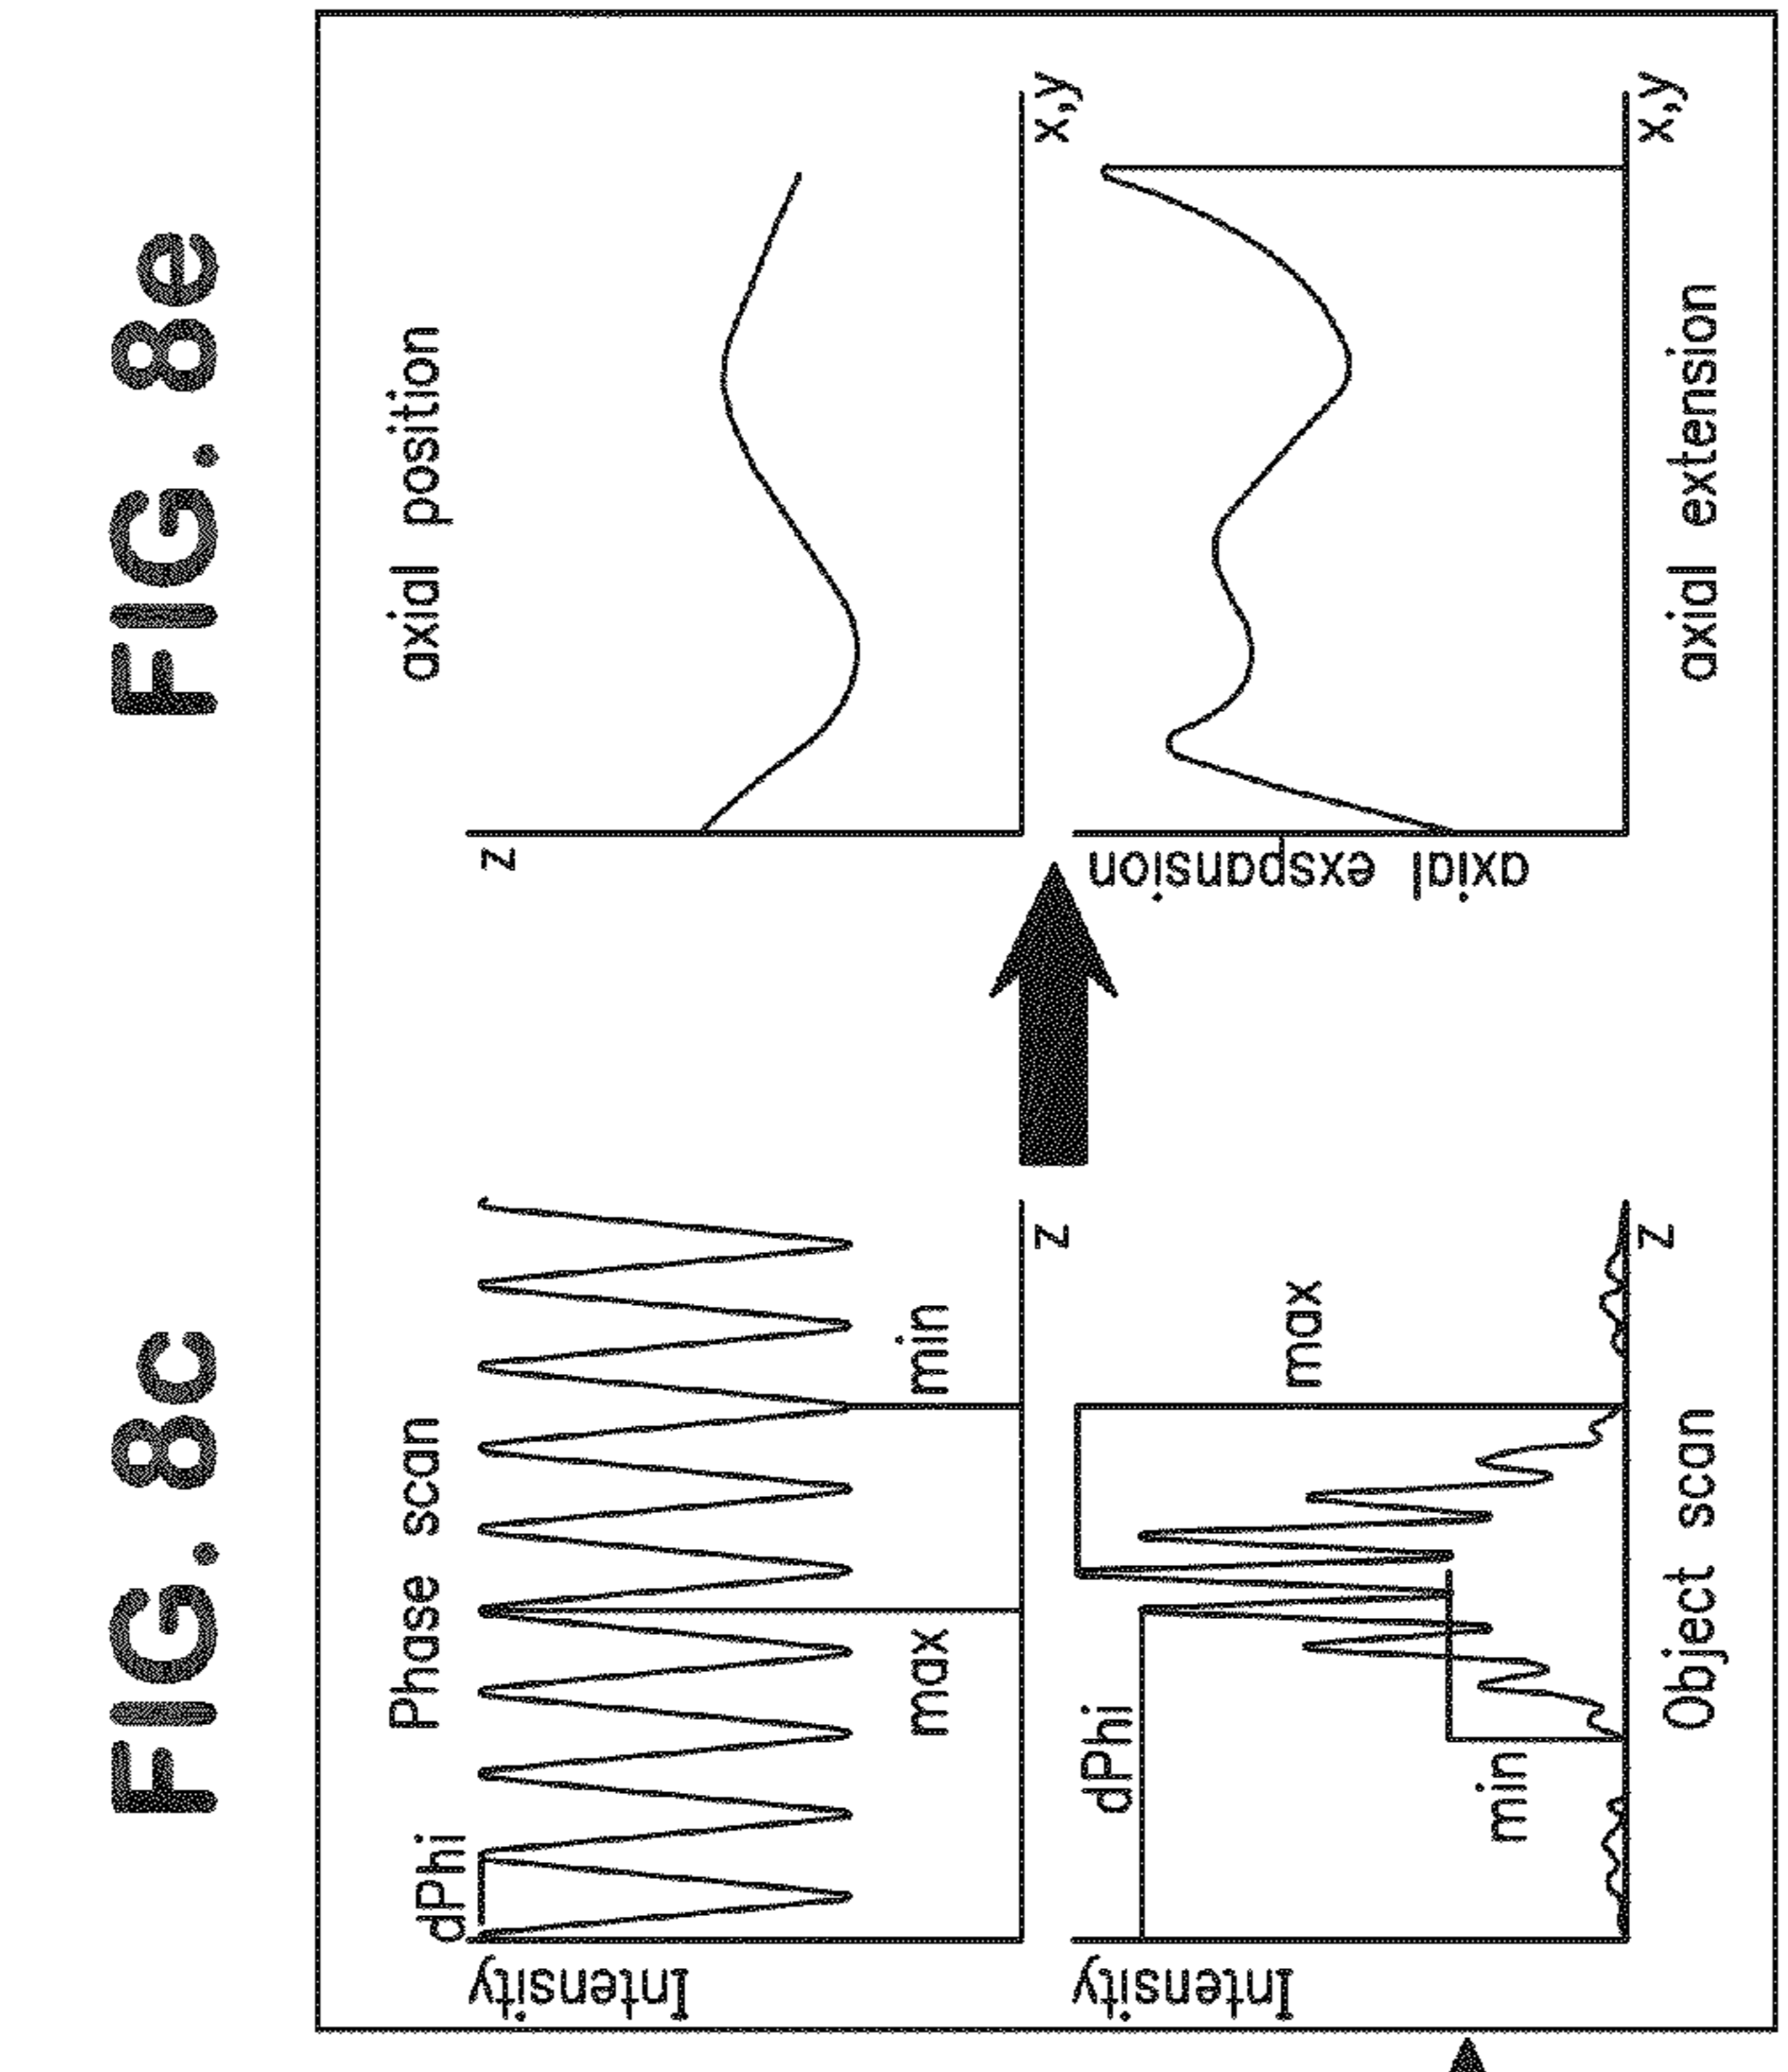 FIG. 8c
FIG. 8e
Phase scan
dPhi
Intensity
max
min
z
dPhi
Intensity
min
max
z
Object scan
axial position
z
x,y
axial exspansion
x,y
axial extension